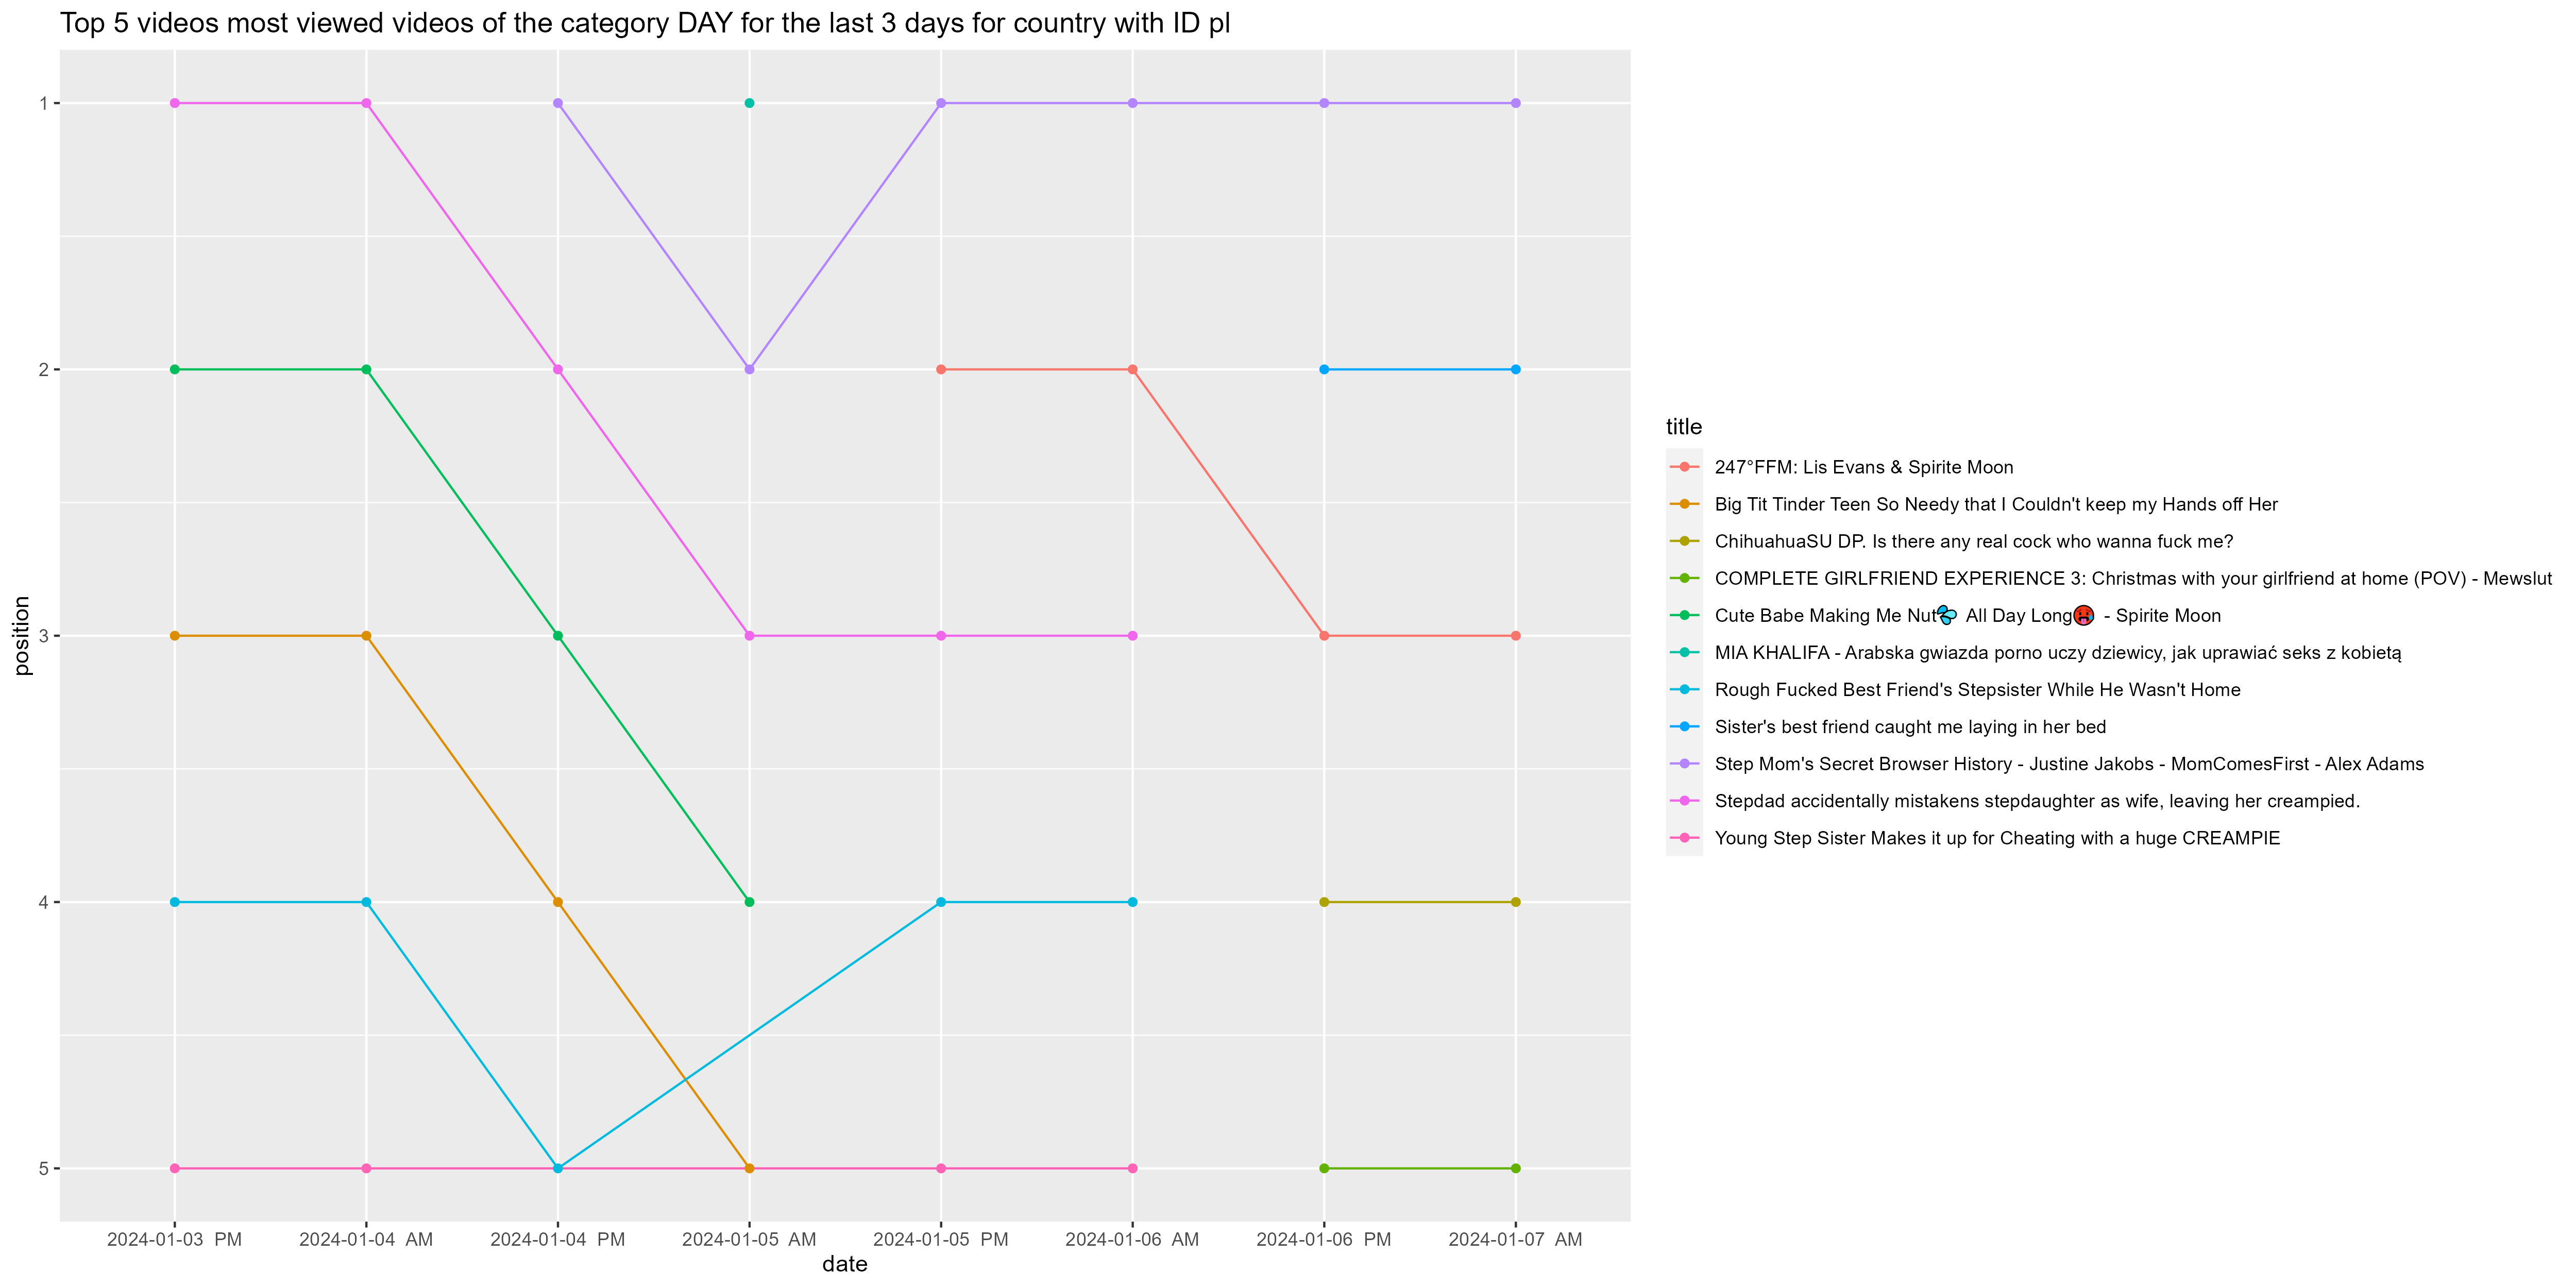 Top 5 videos most viewed videos of the category DAY for the last 3 days for country with ID pl
1
2
3
4
5
position
2024-01-03 PM
2024-01-04 AM
2024-01-04 PM
2024-01-05 AM
2024-01-05 PM
2024-01-06 AM
2024-01-06 PM
2024-01-07 AM
date
title
247°FFM: Lis Evans & Spirite Moon
Big Tit Tinder Teen So Needy that I Couldn't keep my Hands off Her
ChihuahuaSU DP. Is there any real cock who wanna fuck me?
COMPLETE GIRLFRIEND EXPERIENCE 3: Christmas with your girlfriend at home (POV) - Mewslut
Cute Babe Making Me Nut💦 All Day Long🥵 - Spirite Moon
MIA KHALIFA - Arabska gwiazda porno uczy dziewicy, jak uprawiać seks z kobietą
Rough Fucked Best Friend's Stepsister While He Wasn't Home
Sister's best friend caught me laying in her bed
Step Mom's Secret Browser History - Justine Jakobs - MomComesFirst - Alex Adams
Stepdad accidentally mistakens stepdaughter as wife, leaving her creampied.
Young Step Sister Makes it up for Cheating with a huge CREAMPIE